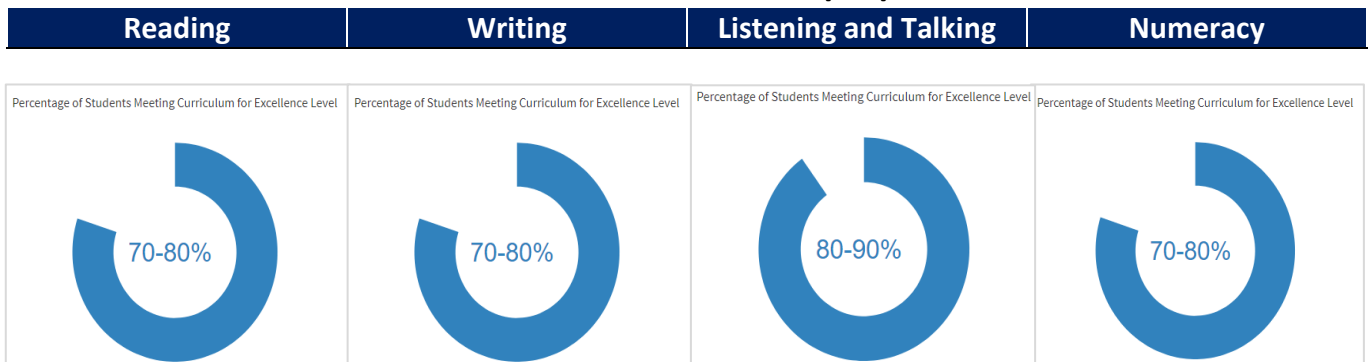 Reading Writing Listening and Talking Numeracy
Percentage of Students Meeting Curriculum for Excellence Level
70-80%
Percentage of Students Meeting Curriculum for Excellence Level
70-80%
Percentage of Students Meeting Curriculum for Excellence Level
80-90%
Percentage of Students Meeting Curriculum for Excellence Level
70-80%